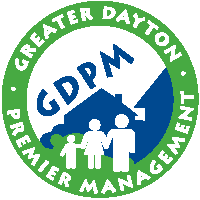 · GREATER DAYTON ·
GDPM
PREMIER MANAGEMENT